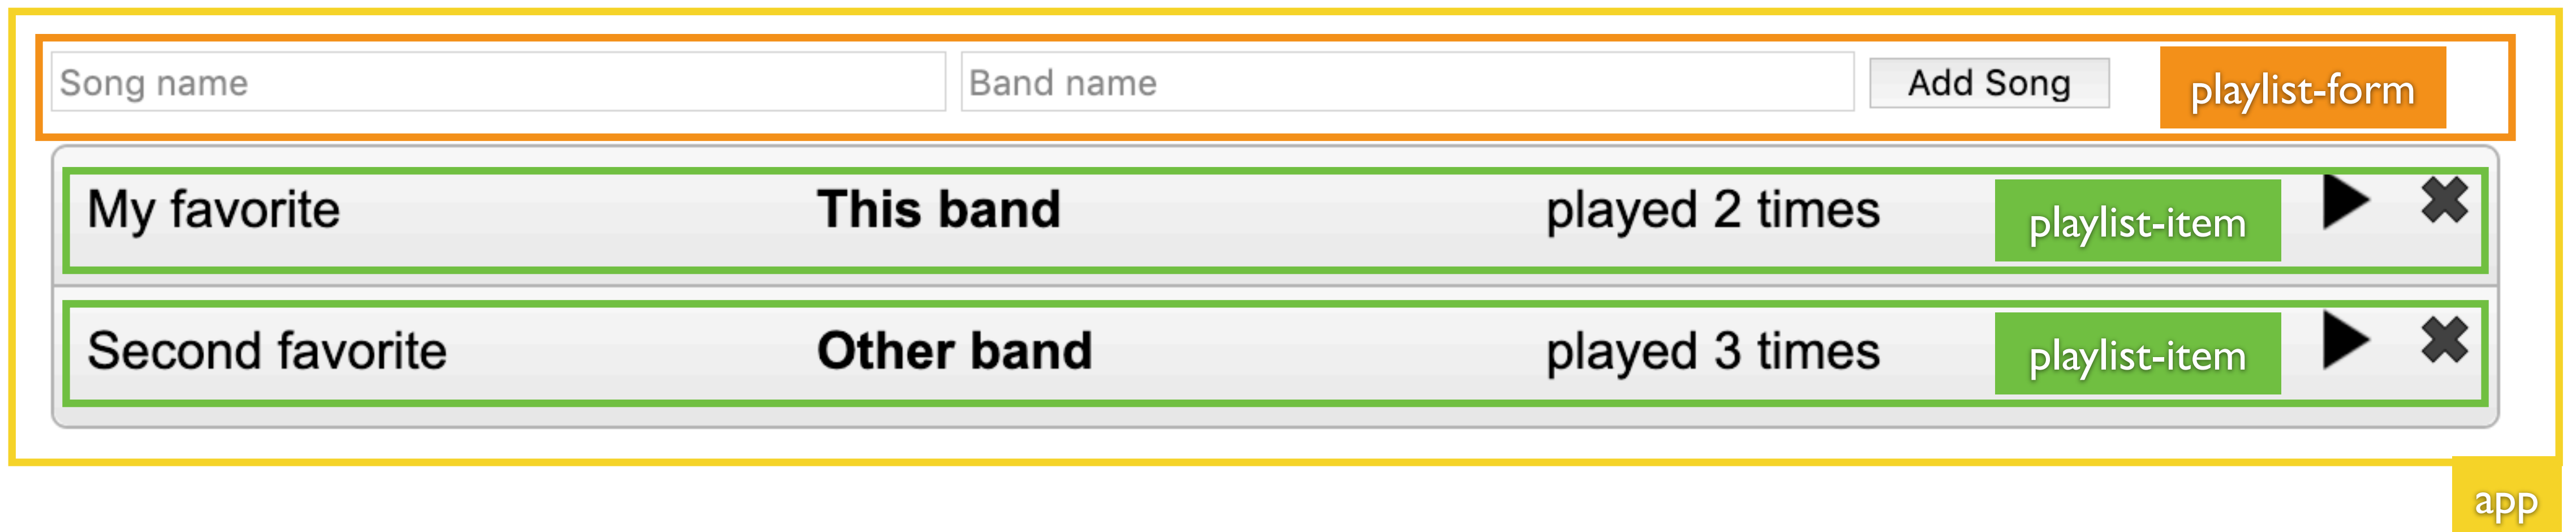 Song name Band name Add Song playlist-form
My favorite This band played 2 times playlist-item
Second favorite Other band played 3 times playlist-item
app